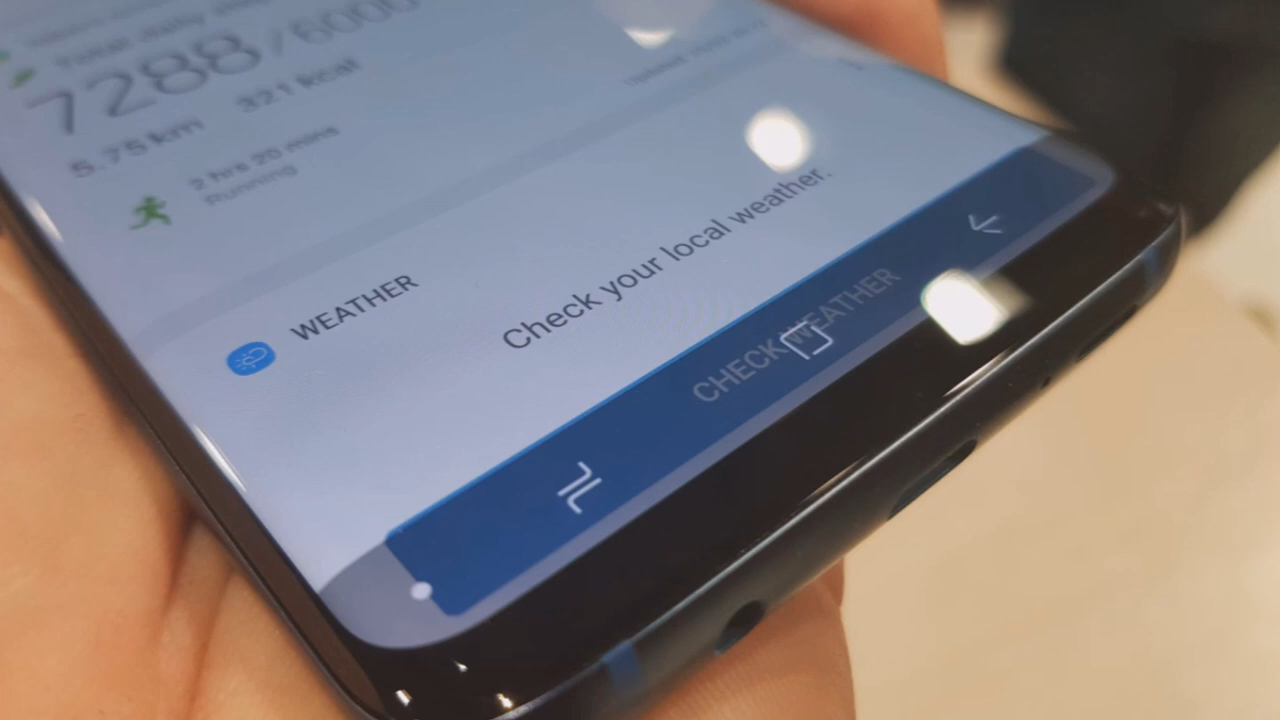 7288/6000
5.75 km 321 kcal
2 hrs 20 mins
Running
WEATHER
Check your local weather.
CHECK WEATHER